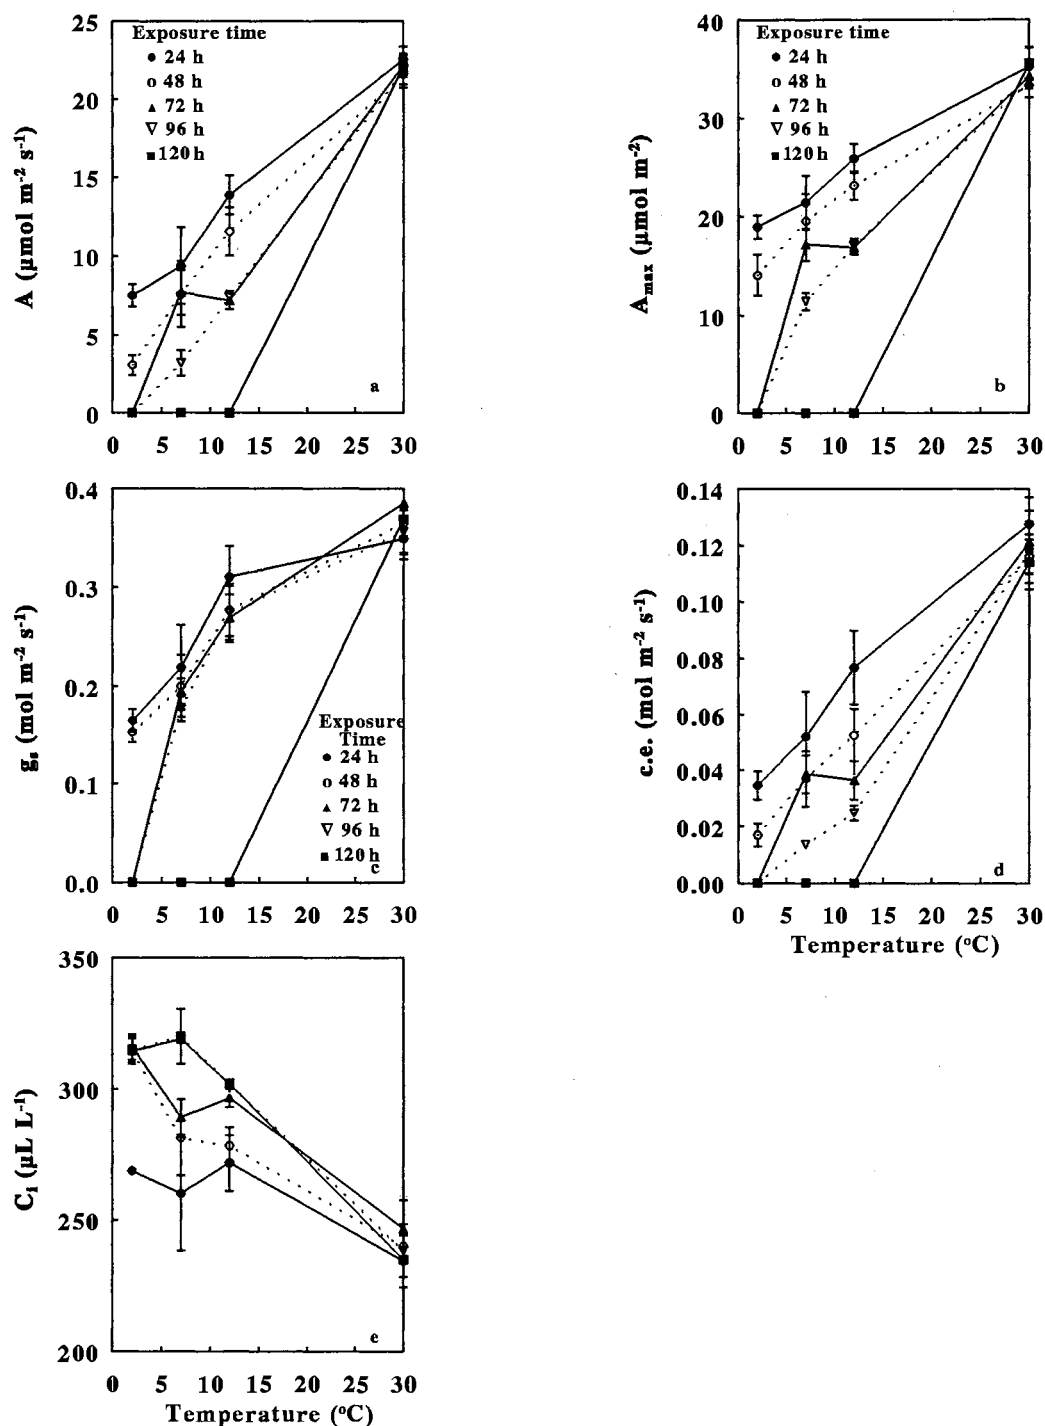 25
20
15
10
5
0
A (μmol m⁻² s⁻¹)
Exposure time
24 h
48 h
72 h
96 h
120 h
a
0 5 10 15 20 25 30
40
30
20
10
0
Aₘₐₓ (μmol m⁻²)
Exposure time
24 h
48 h
72 h
96 h
120 h
b
0 5 10 15 20 25 30
0.4
0.3
0.2
0.1
0.0
gₛ (mol m⁻² s⁻¹)
Exposure
Time
24 h
48 h
72 h
96 h
120 h
c
0 5 10 15 20 25 30
0.14
0.12
0.10
0.08
0.06
0.04
0.02
0.00
c.e. (mol m⁻² s⁻¹)
d
0 5 10 15 20 25 30
Temperature (°C)
350
300
250
200
Cᵢ (μL L⁻¹)
e
0 5 10 15 20 25 30
Temperature (°C)